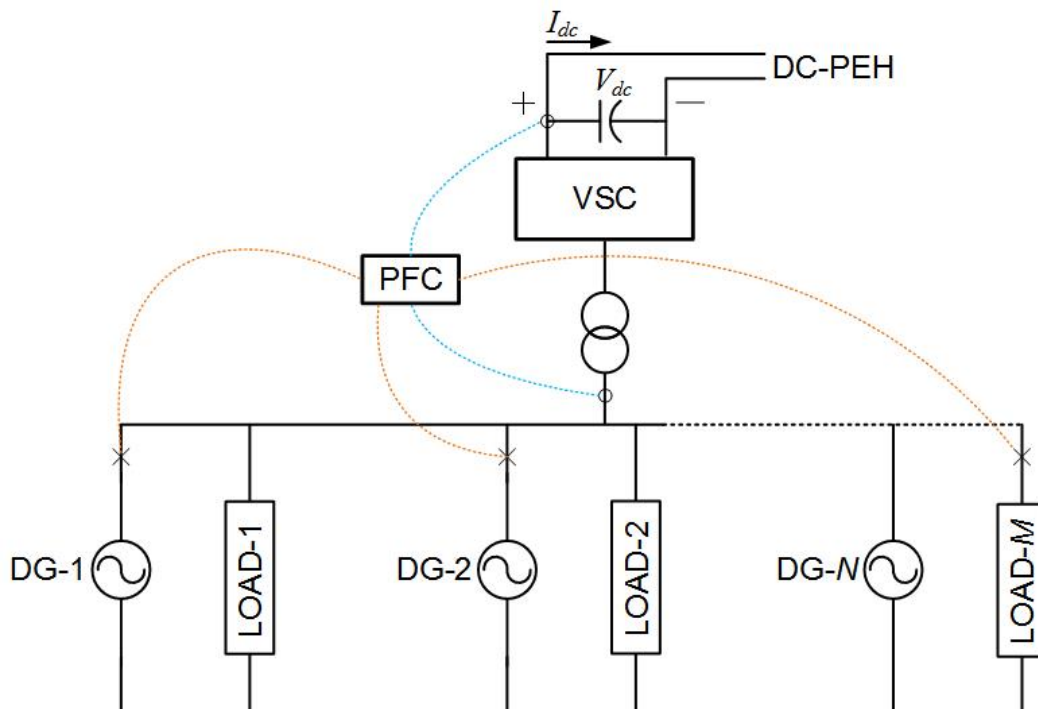 I_dc
DC-PEH
V_dc
+ —
VSC
PFC
DG-1
LOAD-1
DG-2
LOAD-2
DG-N
LOAD-M